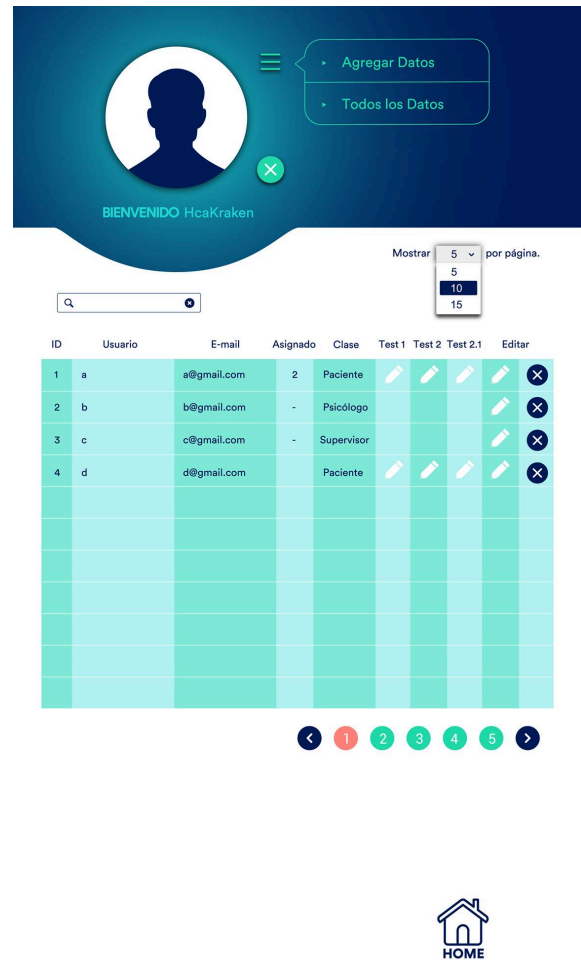 Agregar Datos
Todos los Datos
BIENVENIDO HcaKraken
Mostrar 5 por página.
5
10
15
ID Usuario E-mail Asignado Clase Test 1 Test 2 Test 2.1 Editar
1 a a@gmail.com 2 Paciente
2 b b@gmail.com - Psicólogo
3 c c@gmail.com - Supervisor
4 d d@gmail.com Paciente
1 2 3 4 5
HOME